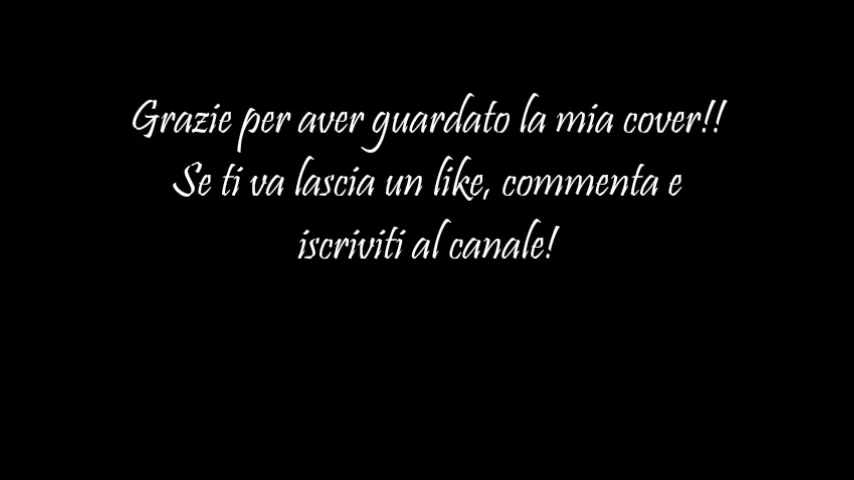 Grazie per aver guardato la mia cover!!
Se ti va lascia un like, commenta e
iscriviti al canale!